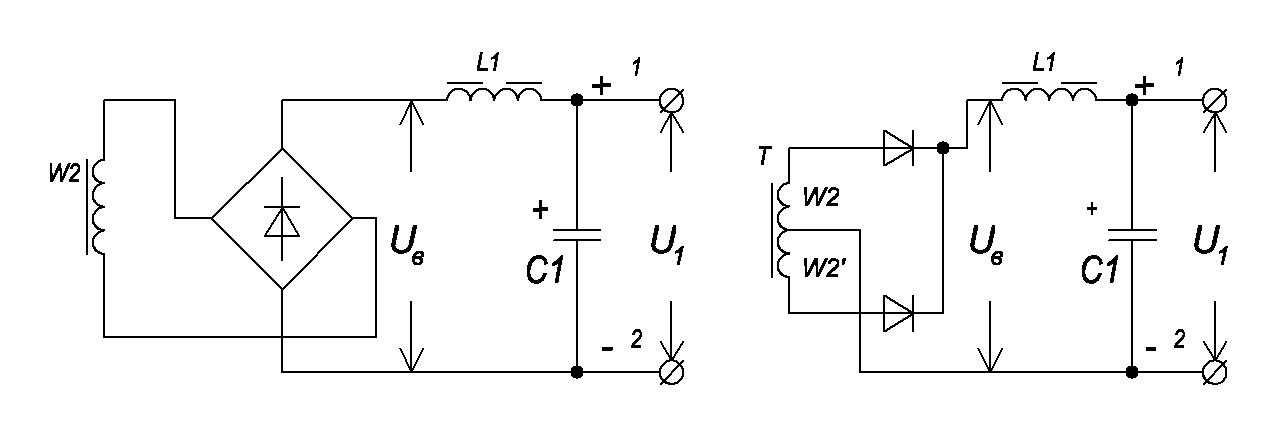 L1
+ 1
W2
Uв
+
C1
U1
- 2
L1
+ 1
T
W2
W2'
Uв
+
C1
U1
- 2